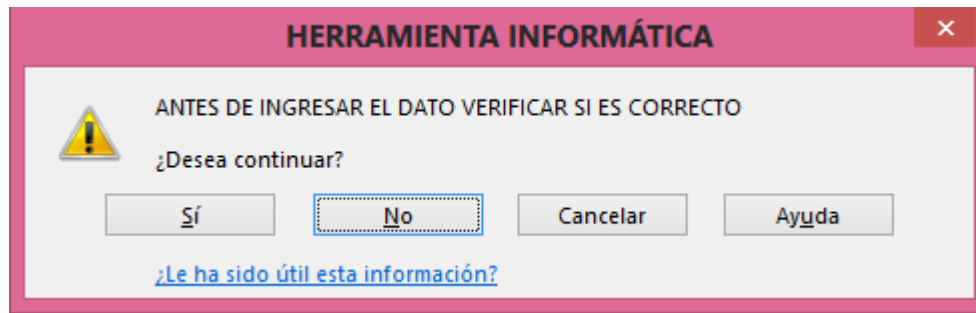 HERRAMIENTA INFORMÁTICA
ANTES DE INGRESAR EL DATO VERIFICAR SI ES CORRECTO
¿Desea continuar?
Sí No Cancelar Ayuda
¿Le ha sido útil esta información?